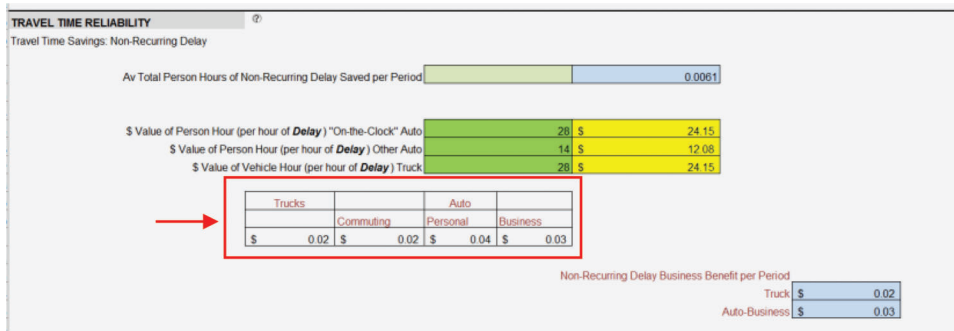 TRAVEL TIME RELIABILITY ?
Travel Time Savings: Non-Recurring Delay
Av Total Person Hours of Non-Recurring Delay Saved per Period 0.0061
$ Value of Person Hour (per hour of Delay ) "On-the-Clock" Auto 28 $ 24.15
$ Value of Person Hour (per hour of Delay ) Other Auto 14 $ 12.08
$ Value of Vehicle Hour (per hour of Delay ) Truck 28 $ 24.15
Trucks Auto
Commuting Personal Business
$ 0.02 $ 0.02 $ 0.04 $ 0.03
Non-Recurring Delay Business Benefit per Period
Truck $ 0.02
Auto-Business $ 0.03